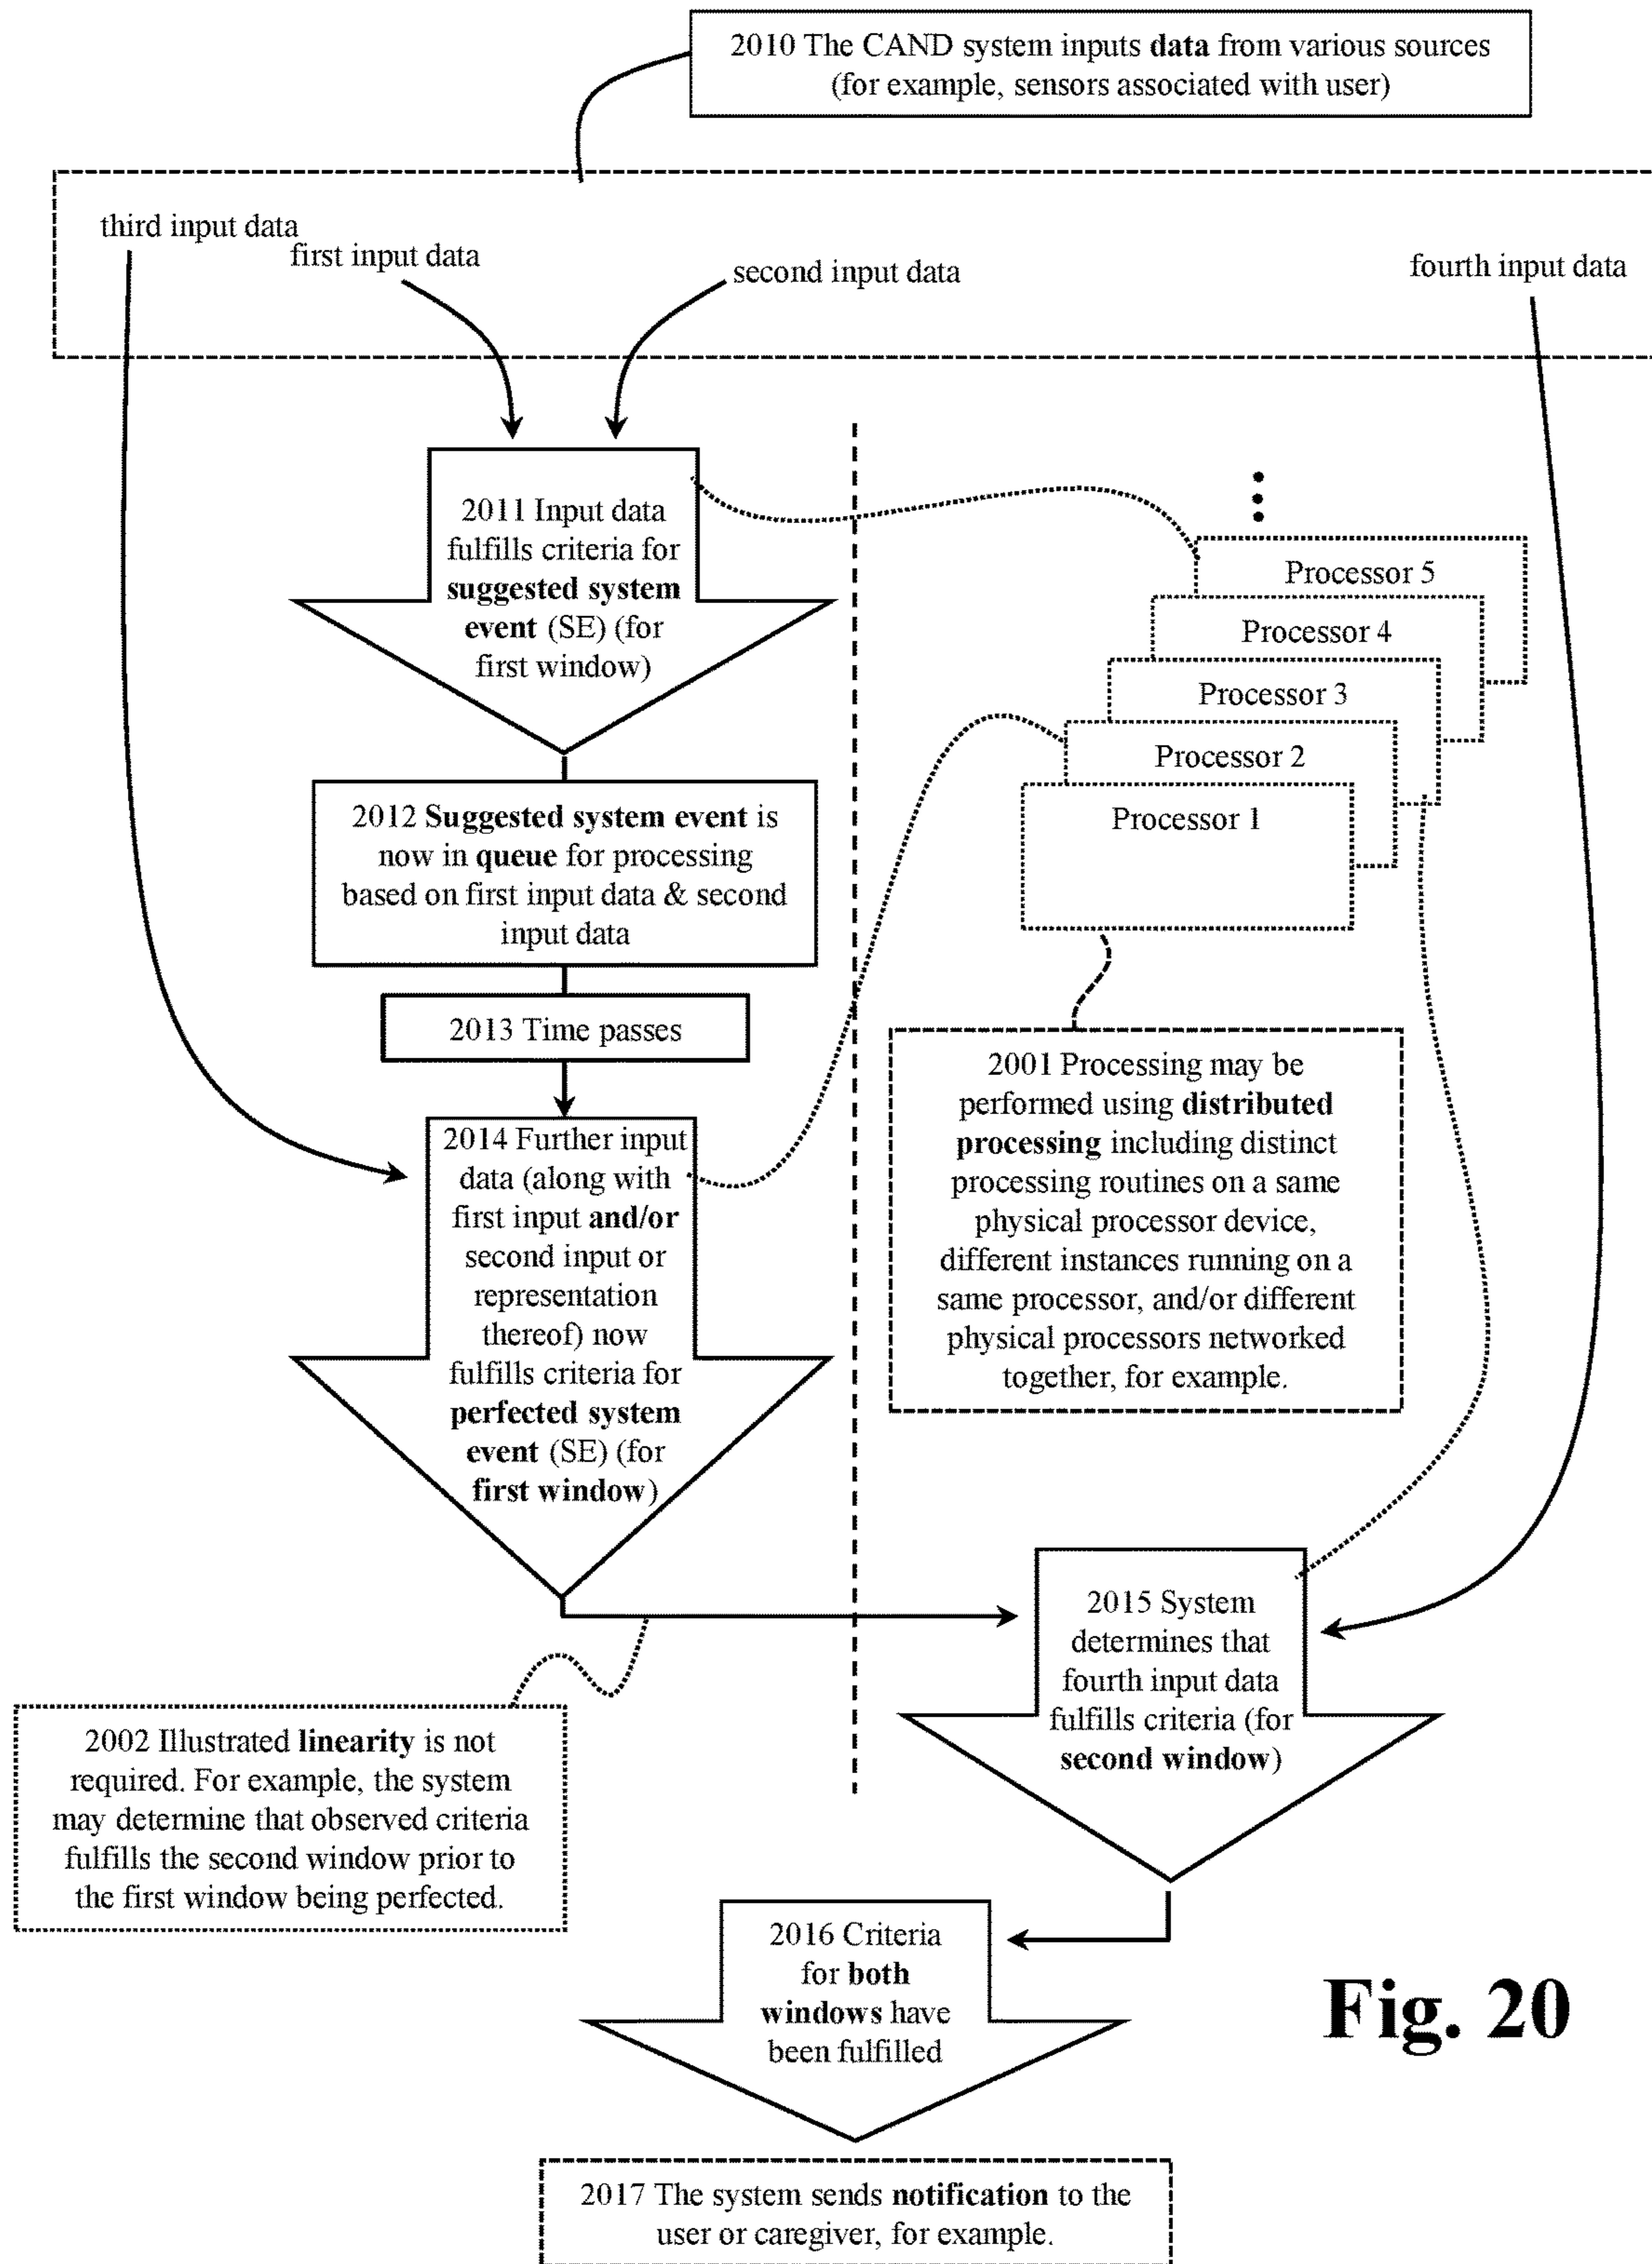 2010 The CAND system inputs data from various sources
(for example, sensors associated with user)
third input data
first input data
second input data
fourth input data
2011 Input data
fulfills criteria for
suggested system
event (SE) (for
first window)
Processor 5
Processor 4
Processor 3
Processor 2
Processor 1
2012 Suggested system event is
now in queue for processing
based on first input data & second
input data
2013 Time passes
2001 Processing may be
performed using distributed
processing including distinct
processing routines on a same
physical processor device,
different instances running on a
same processor, and/or different
physical processors networked
together, for example.
2014 Further input
data (along with
first input and/or
second input or
representation
thereof) now
fulfills criteria for
perfected system
event (SE) (for
first window)
2015 System
determines that
fourth input data
fulfills criteria (for
second window)
2002 Illustrated linearity is not
required. For example, the system
may determine that observed criteria
fulfills the second window prior to
the first window being perfected.
2016 Criteria
for both
windows have
been fulfilled
Fig. 20
2017 The system sends notification to the
user or caregiver, for example.